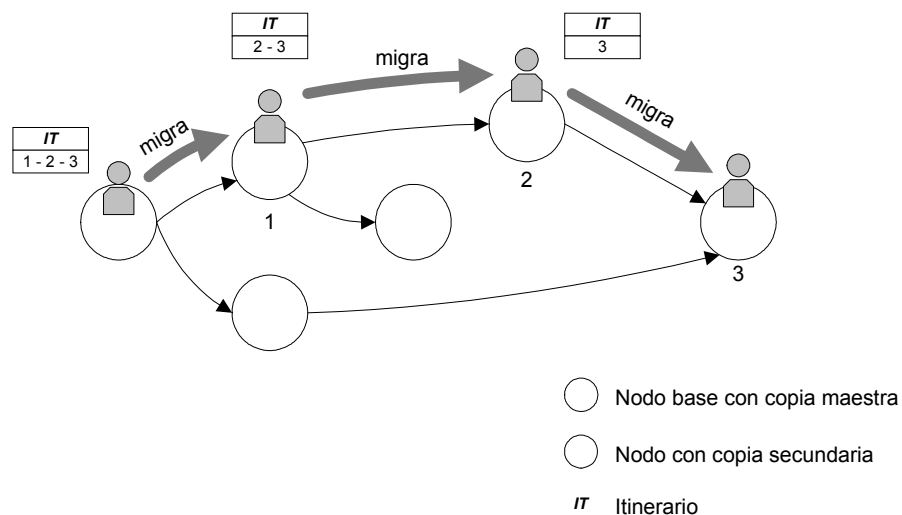 IT
2 - 3
IT
3
migra
migra
migra
IT
1 - 2 - 3
1
2
3
Nodo base con copia maestra
Nodo con copia secundaria
IT Itinerario